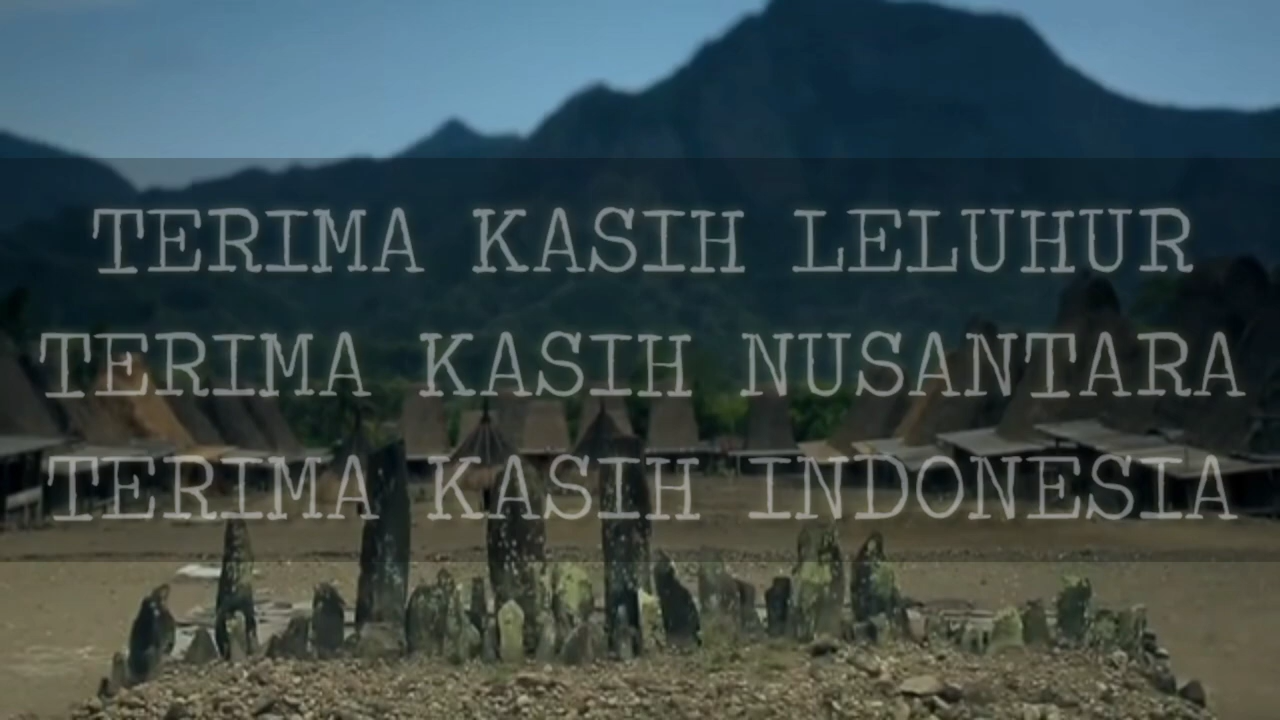 TERIMA KASIH LELUHUR
TERIMA KASIH NUSANTARA
TERIMA KASIH INDONESIA